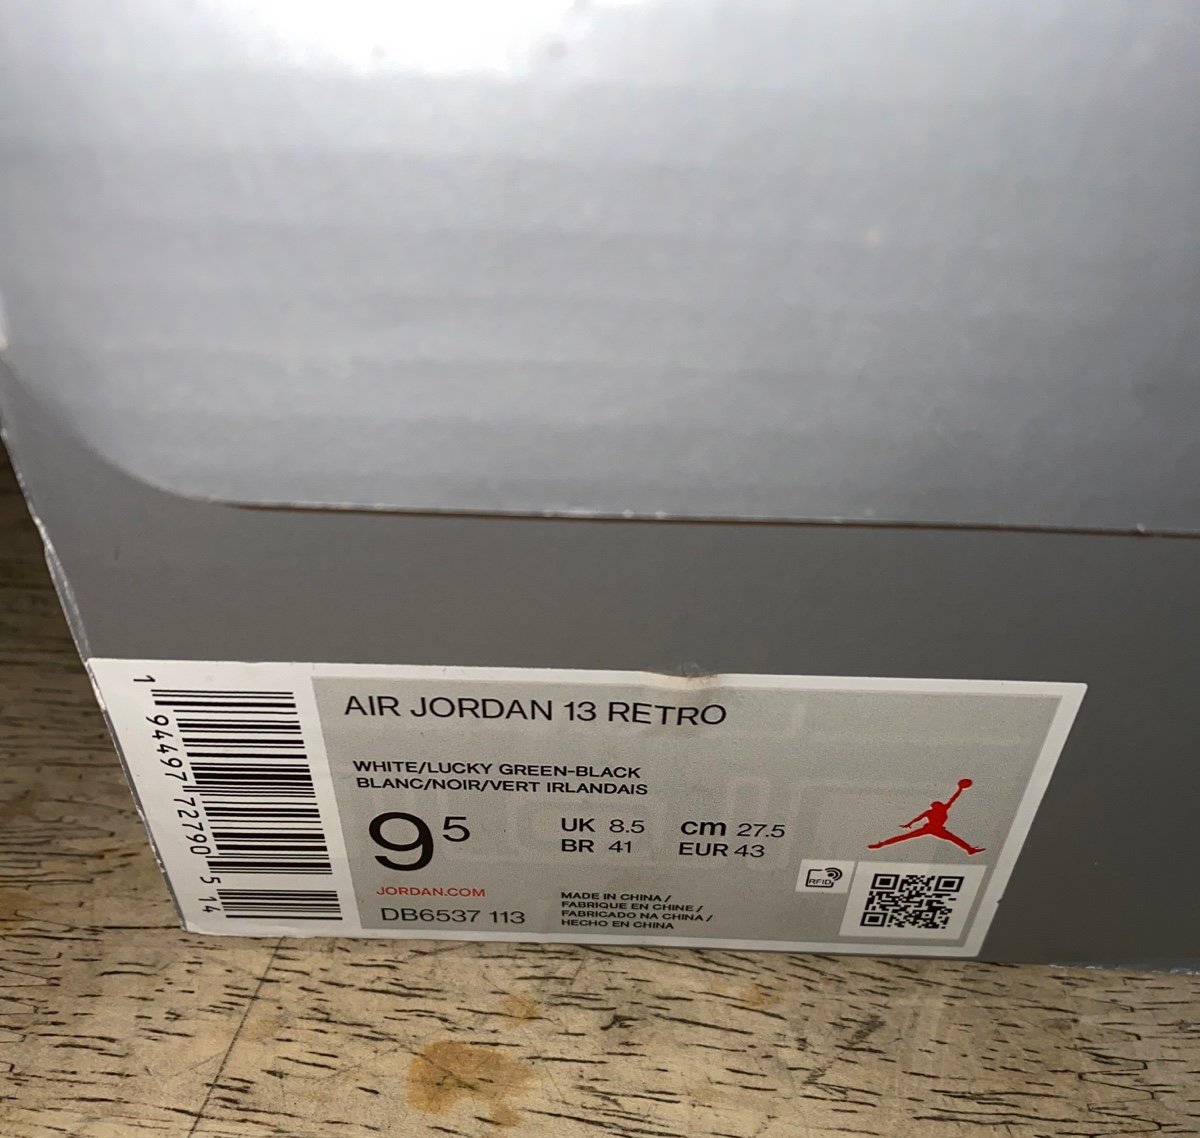 AIR JORDAN 13 RETRO
WHITE/LUCKY GREEN-BLACK
BLANC/NOIR/VERT IRLANDAIS
9⁵
UK 8.5 cm 27.5
BR 41 EUR 43
RFID
JORDAN.COM
DB6537 113
MADE IN CHINA /
FABRIQUE EN CHINE /
FABRICADO NA CHINA /
HECHO EN CHINA
1 94497 72790 5 14